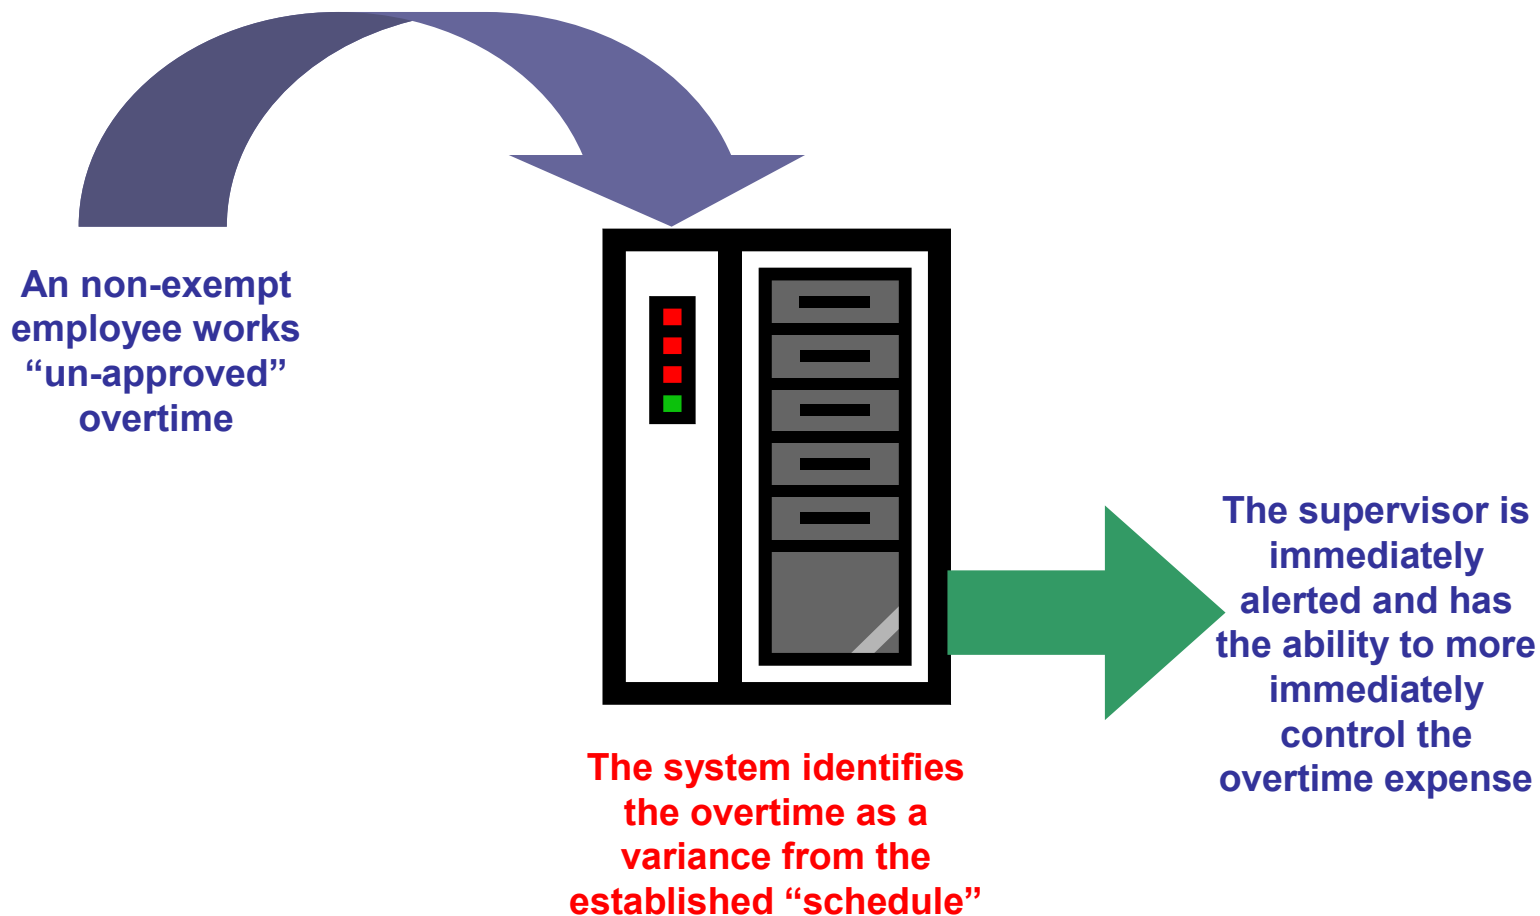 An non-exempt
employee works
“un-approved”
overtime
The system identifies
the overtime as a
variance from the
established “schedule”
The supervisor is
immediately
alerted and has
the ability to more
immediately
control the
overtime expense